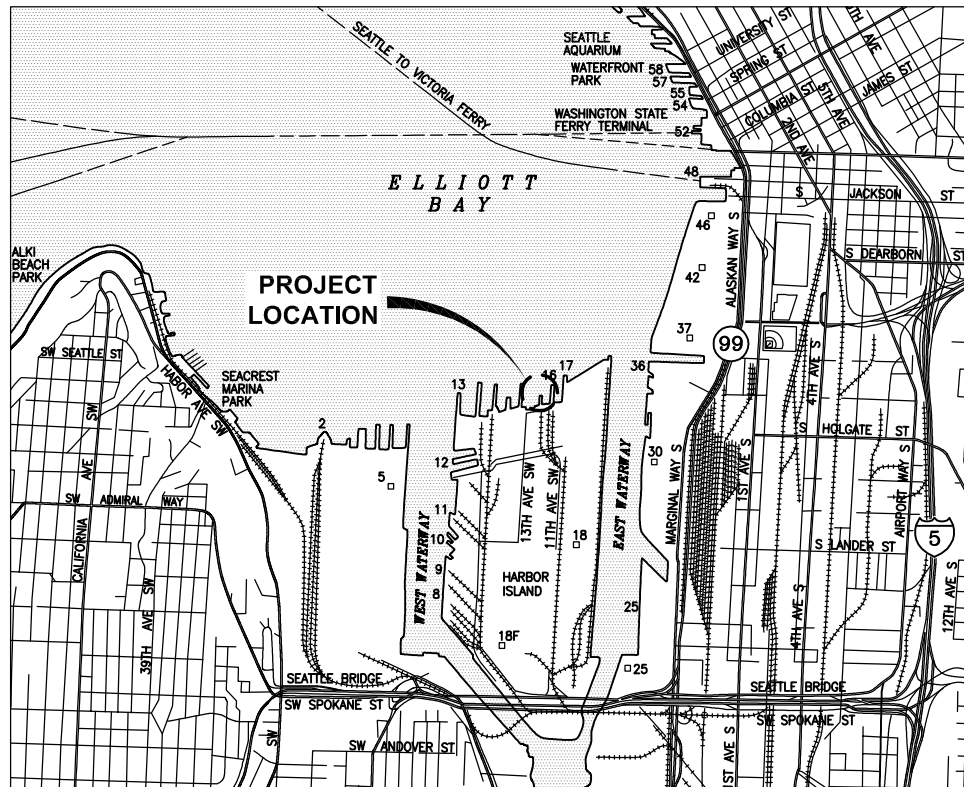 UNIVERSITY ST
SPRING ST
COLUMBIA ST
JAMES ST
5TH AVE
2ND AVE
SEATTLE
AQUARIUM
WATERFRONT
PARK
58
57
55
54
WASHINGTON STATE
FERRY TERMINAL
52
SEATTLE TO VICTORIA FERRY
48
ELLIOTT
BAY
S JACKSON ST
46
ALKI
BEACH
PARK
S DEARBORN ST
42
ALASKAN WAY S
PROJECT
LOCATION
37
99
4TH AVE S
SW SEATTLE ST
HABOR AVE SW
SEACREST
MARINA
PARK
13
46
17
36
2
S HOLGATE ST
12
30
5
SW ADMIRAL WAY
CALIFORNIA AVE SW
39TH AVE SW
13TH AVE SW
11TH AVE SW
EAST WATERWAY
MARGINAL WAY S
1ST AVE S
AIRPORT WAY S
5
11
10
9
8
18
S LANDER ST
WEST WATERWAY
HARBOR
ISLAND
25
12TH AVE S
4TH AVE S
18F
25
SEATTLE BRIDGE
SW SPOKANE ST
SEATTLE BRIDGE
SW SPOKANE ST
SW
SW ANDOVER ST
1ST AVE S